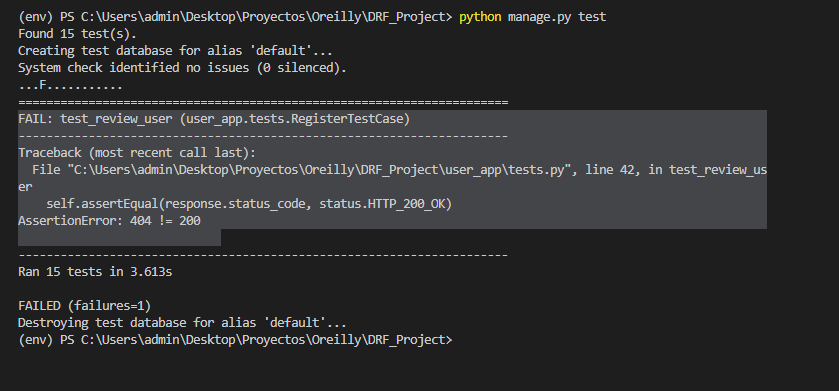 (env) PS C:\Users\admin\Desktop\Proyectos\Oreilly\DRF_Project> python manage.py test
Found 15 test(s).
Creating test database for alias 'default'...
System check identified no issues (0 silenced).
...F...........
======================================================================
FAIL: test_review_user (user_app.tests.RegisterTestCase)
----------------------------------------------------------------------
Traceback (most recent call last):
  File "C:\Users\admin\Desktop\Proyectos\Oreilly\DRF_Project\user_app\tests.py", line 42, in test_review_us
er
    self.assertEqual(response.status_code, status.HTTP_200_OK)
AssertionError: 404 != 200
----------------------------------------------------------------------
Ran 15 tests in 3.613s
FAILED (failures=1)
Destroying test database for alias 'default'...
(env) PS C:\Users\admin\Desktop\Proyectos\Oreilly\DRF_Project>